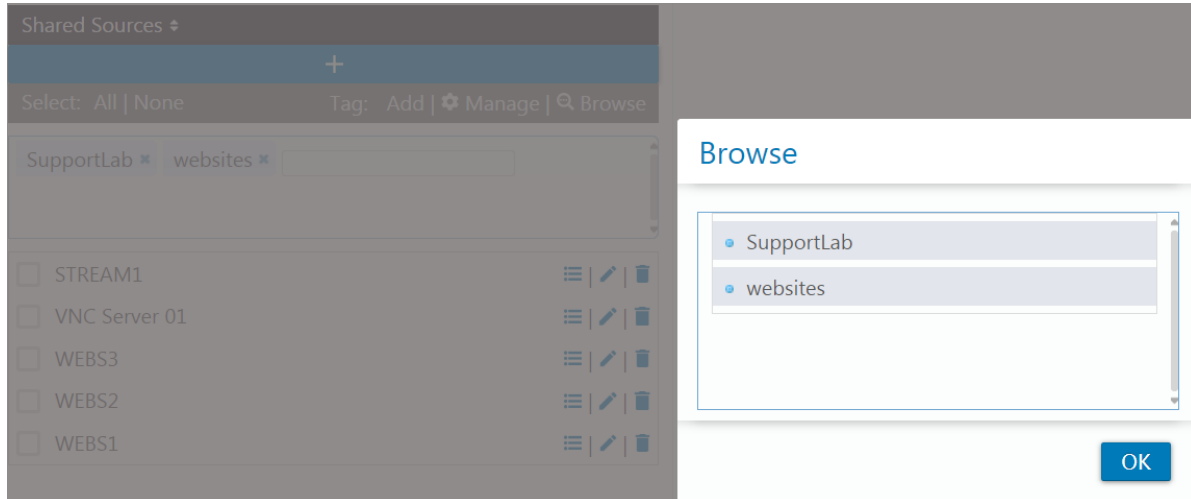 Shared Sources
+
Select: All | None Tag: Add | Manage | Browse
SupportLab × websites ×
STREAM1
VNC Server 01
WEBS3
WEBS2
WEBS1
Browse
SupportLab
websites
OK